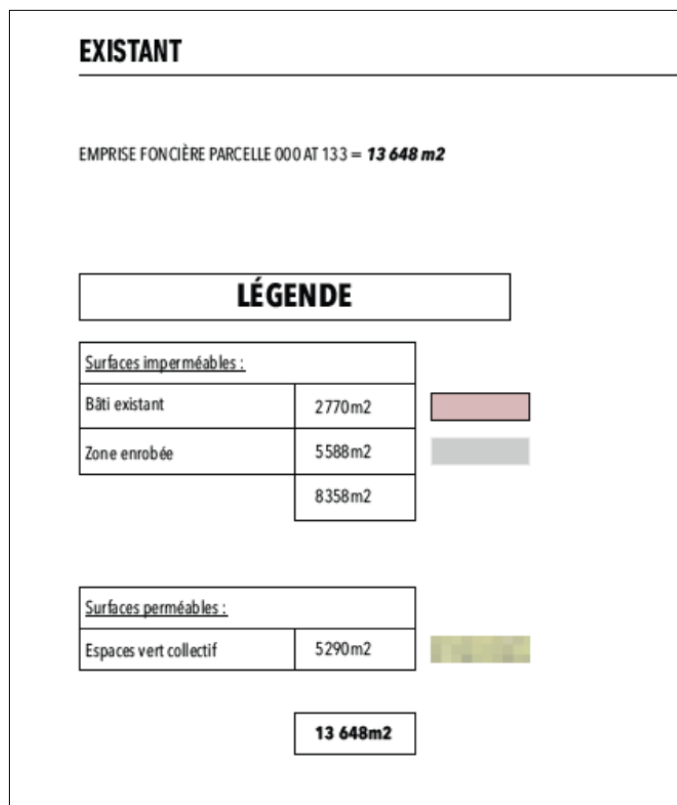 EXISTANT
EMPRISE FONCIÈRE PARCELLE 000 AT 133 = 13 648 m2
LÉGENDE
Surfaces imperméables :
Bâti existant 2770m2
Zone enrobée 5588m2
8358m2
Surfaces perméables :
Espaces vert collectif 5290m2
13 648m2